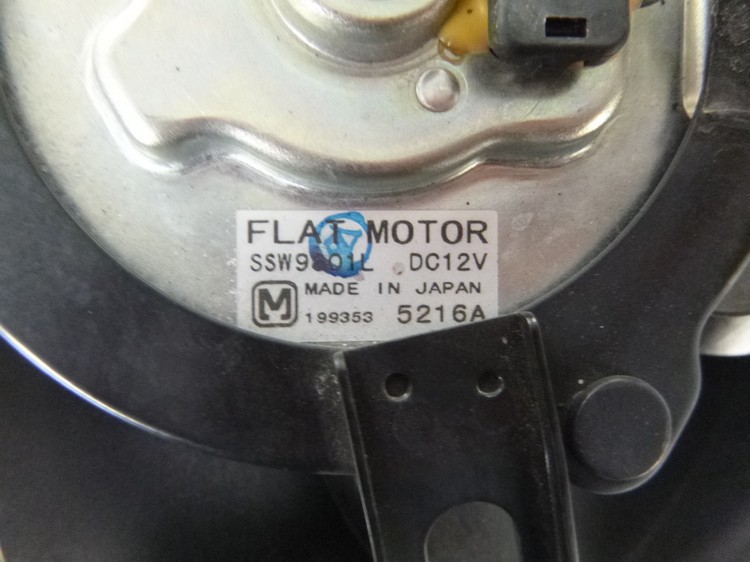 FLAT MOTOR
DC12V
MADE IN JAPAN
M 199353 5216A